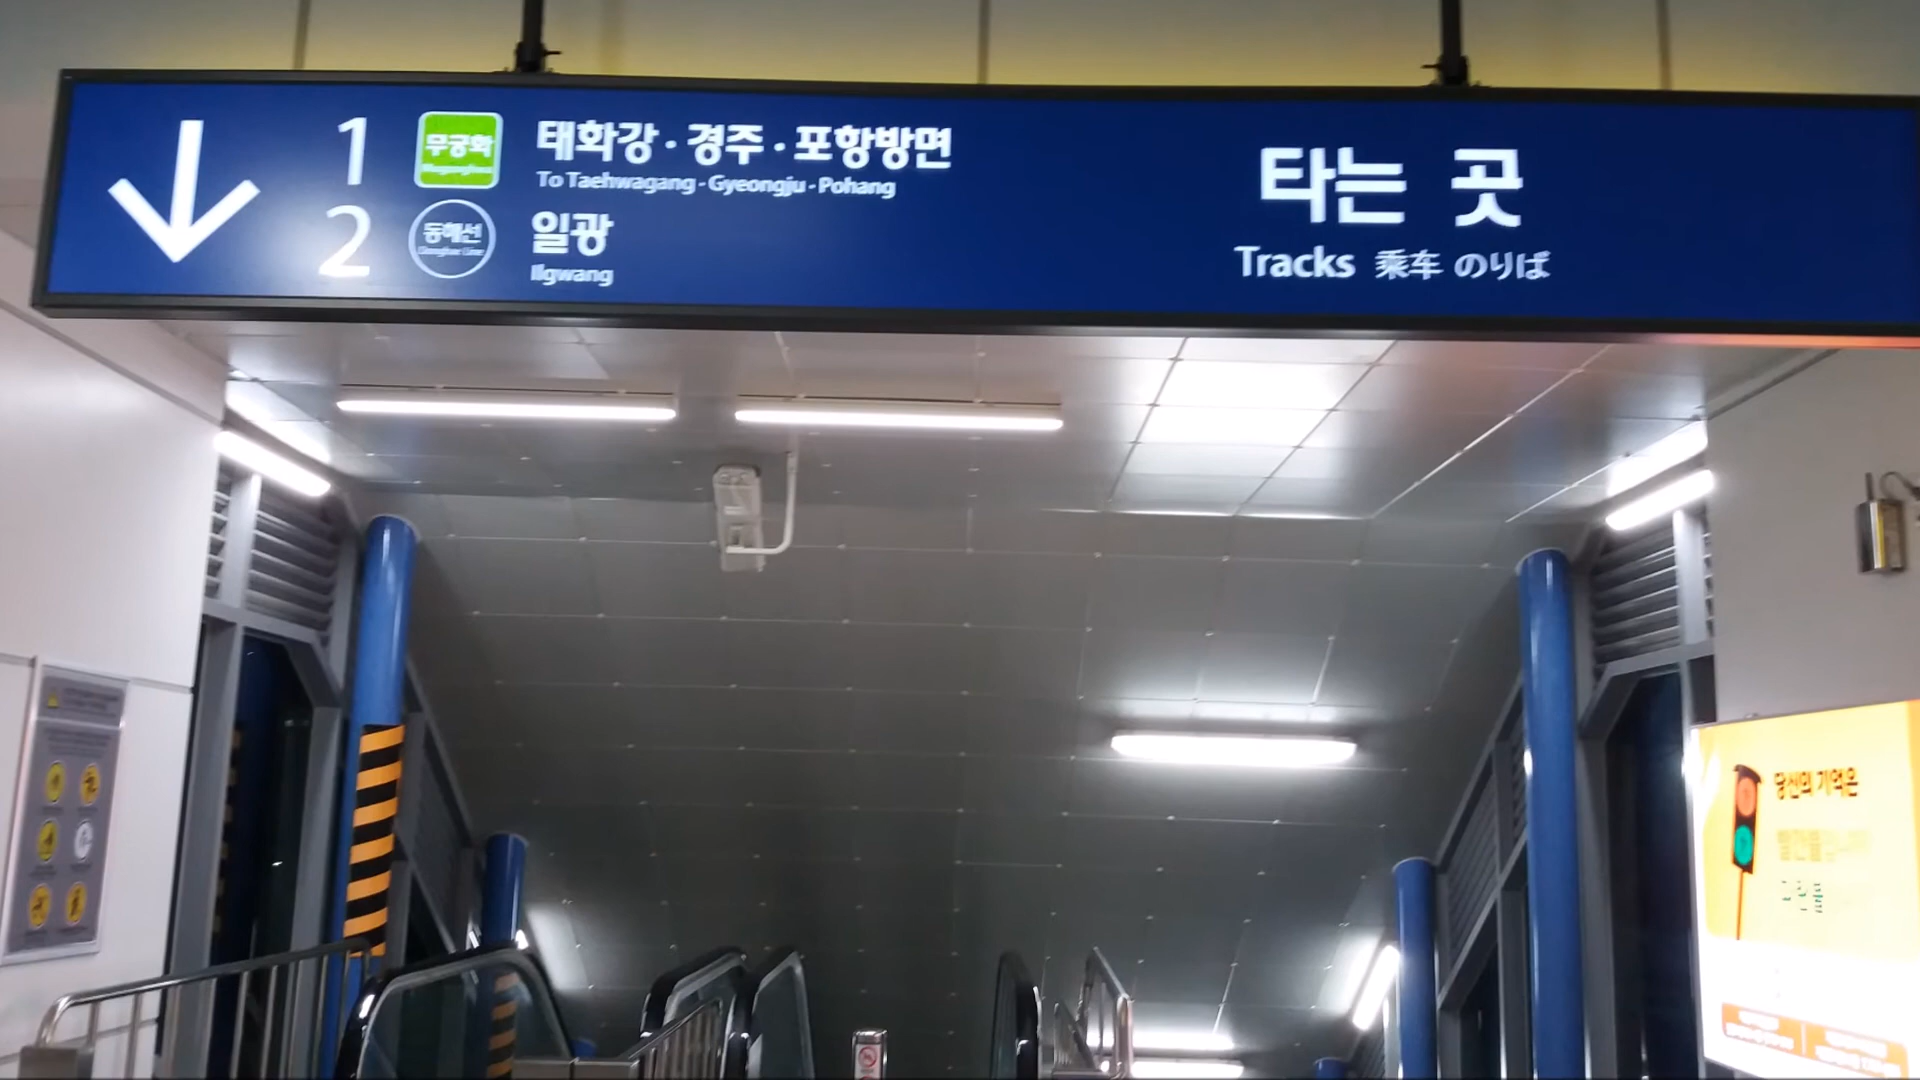 1 무궁화 태화강·경주·포항방면
To Taehwagang - Gyeongju - Pohang
2 동해선 일광
Donghae Line Ilgwang
타는 곳
Tracks 乘车 のりば
당신의 기억은